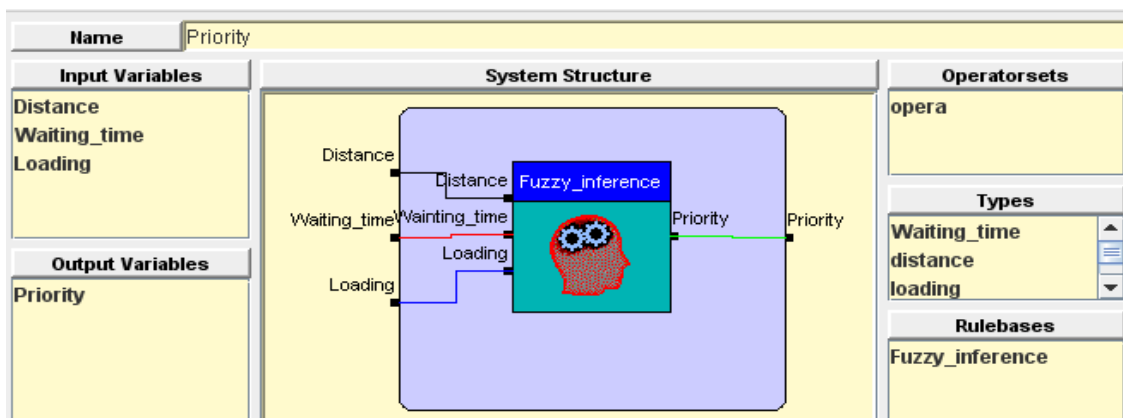 Name
Priority
Input Variables
Distance
Waiting_time
Loading
Output Variables
Priority
System Structure
Distance
Waiting_time
Loading
Distance
Wainting_time
Loading
Fuzzy_inference
Priority
Priority
Operatorsets
opera
Types
Waiting_time
distance
loading
Rulebases
Fuzzy_inference